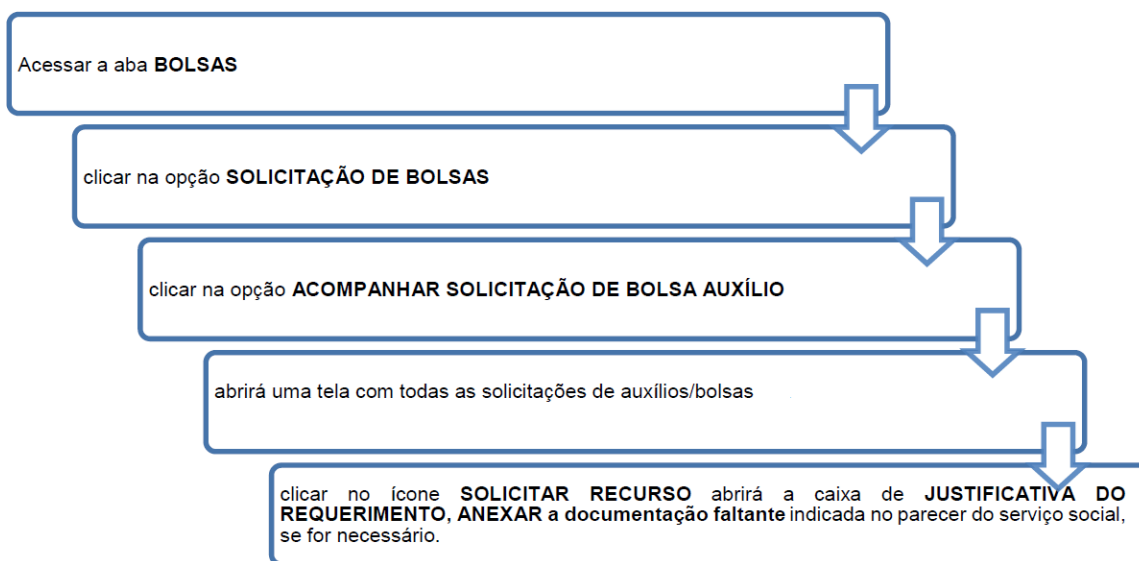 Acessar a aba BOLSAS
clicar na opção SOLICITAÇÃO DE BOLSAS
clicar na opção ACOMPANHAR SOLICITAÇÃO DE BOLSA AUXÍLIO
abrirá uma tela com todas as solicitações de auxílios/bolsas
clicar no ícone SOLICITAR RECURSO abrirá a caixa de JUSTIFICATIVA DO
REQUERIMENTO, ANEXAR a documentação faltante indicada no parecer do serviço social,
se for necessário.